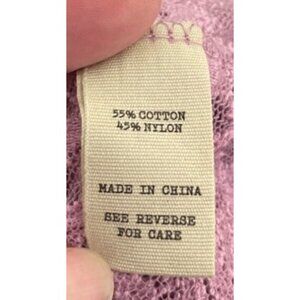 55% COTTON
45% NYLON
MADE IN CHINA
SEE REVERSE
FOR CARE